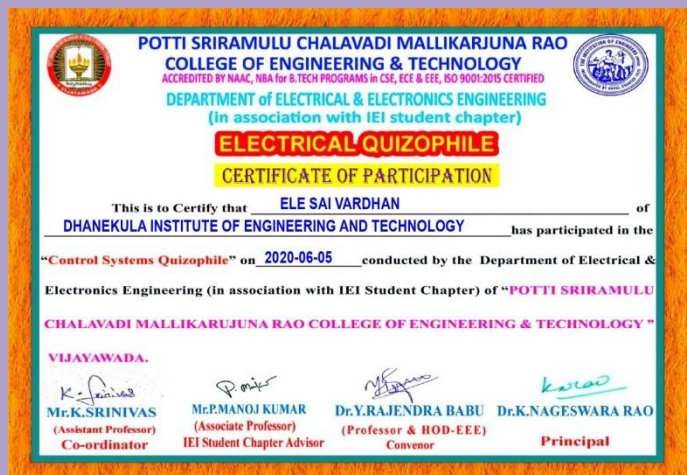 POTTI SRIRAMULU CHALAVADI MALLIKARJUNA RAO
COLLEGE OF ENGINEERING & TECHNOLOGY
ACCREDITED BY NAAC, NBA for B.TECH PROGRAMS in CSE, ECE & EEE, ISO 9001:2015 CERTIFIED
DEPARTMENT of ELECTRICAL & ELECTRONICS ENGINEERING
(in association with IEI student chapter)
ELECTRICAL QUIZOPHILE
CERTIFICATE OF PARTICIPATION
This is to Certify that ELE SAI VARDHAN of
DHANEKULA INSTITUTE OF ENGINEERING AND TECHNOLOGY has participated in the
“Control Systems Quizophile” on 2020-06-05 conducted by the Department of Electrical &
Electronics Engineering (in association with IEI Student Chapter) of “POTTI SRIRAMULU
CHALAVADI MALLIKARUJUNA RAO COLLEGE OF ENGINEERING & TECHNOLOGY ”
VIJAYAWADA.
Mr.K.SRINIVAS Mr.P.MANOJ KUMAR Dr.Y.RAJENDRA BABU Dr.K.NAGESWARA RAO
(Assistant Professor) (Associate Professor) (Professor & HOD-EEE) Principal
Co-ordinator IEI Student Chapter Advisor Convenor
VIJAYAWADA